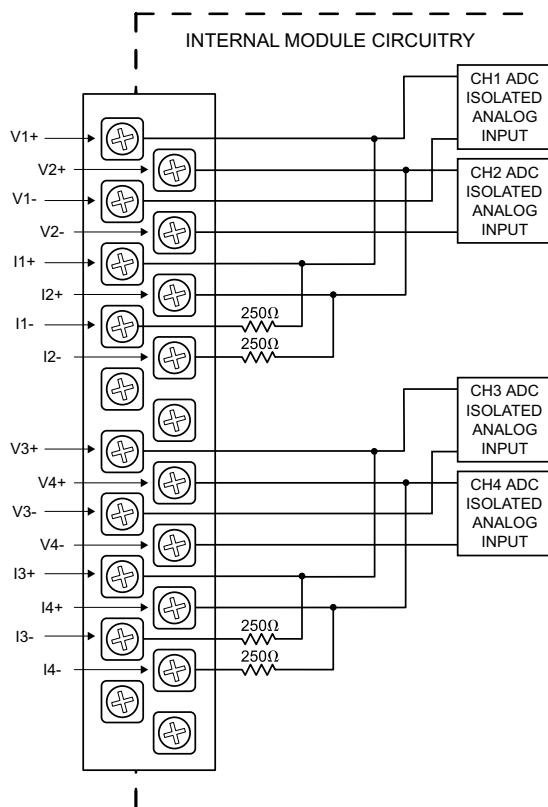 INTERNAL MODULE CIRCUITRY
CH1 ADC
ISOLATED
ANALOG
INPUT
V1+
V2+
CH2 ADC
ISOLATED
ANALOG
INPUT
V1-
V2-
I1+
I2+
I1-
250Ω
I2-
250Ω
CH3 ADC
ISOLATED
ANALOG
INPUT
V3+
V4+
CH4 ADC
ISOLATED
ANALOG
INPUT
V3-
V4-
I3+
I4+
I3-
250Ω
I4-
250Ω